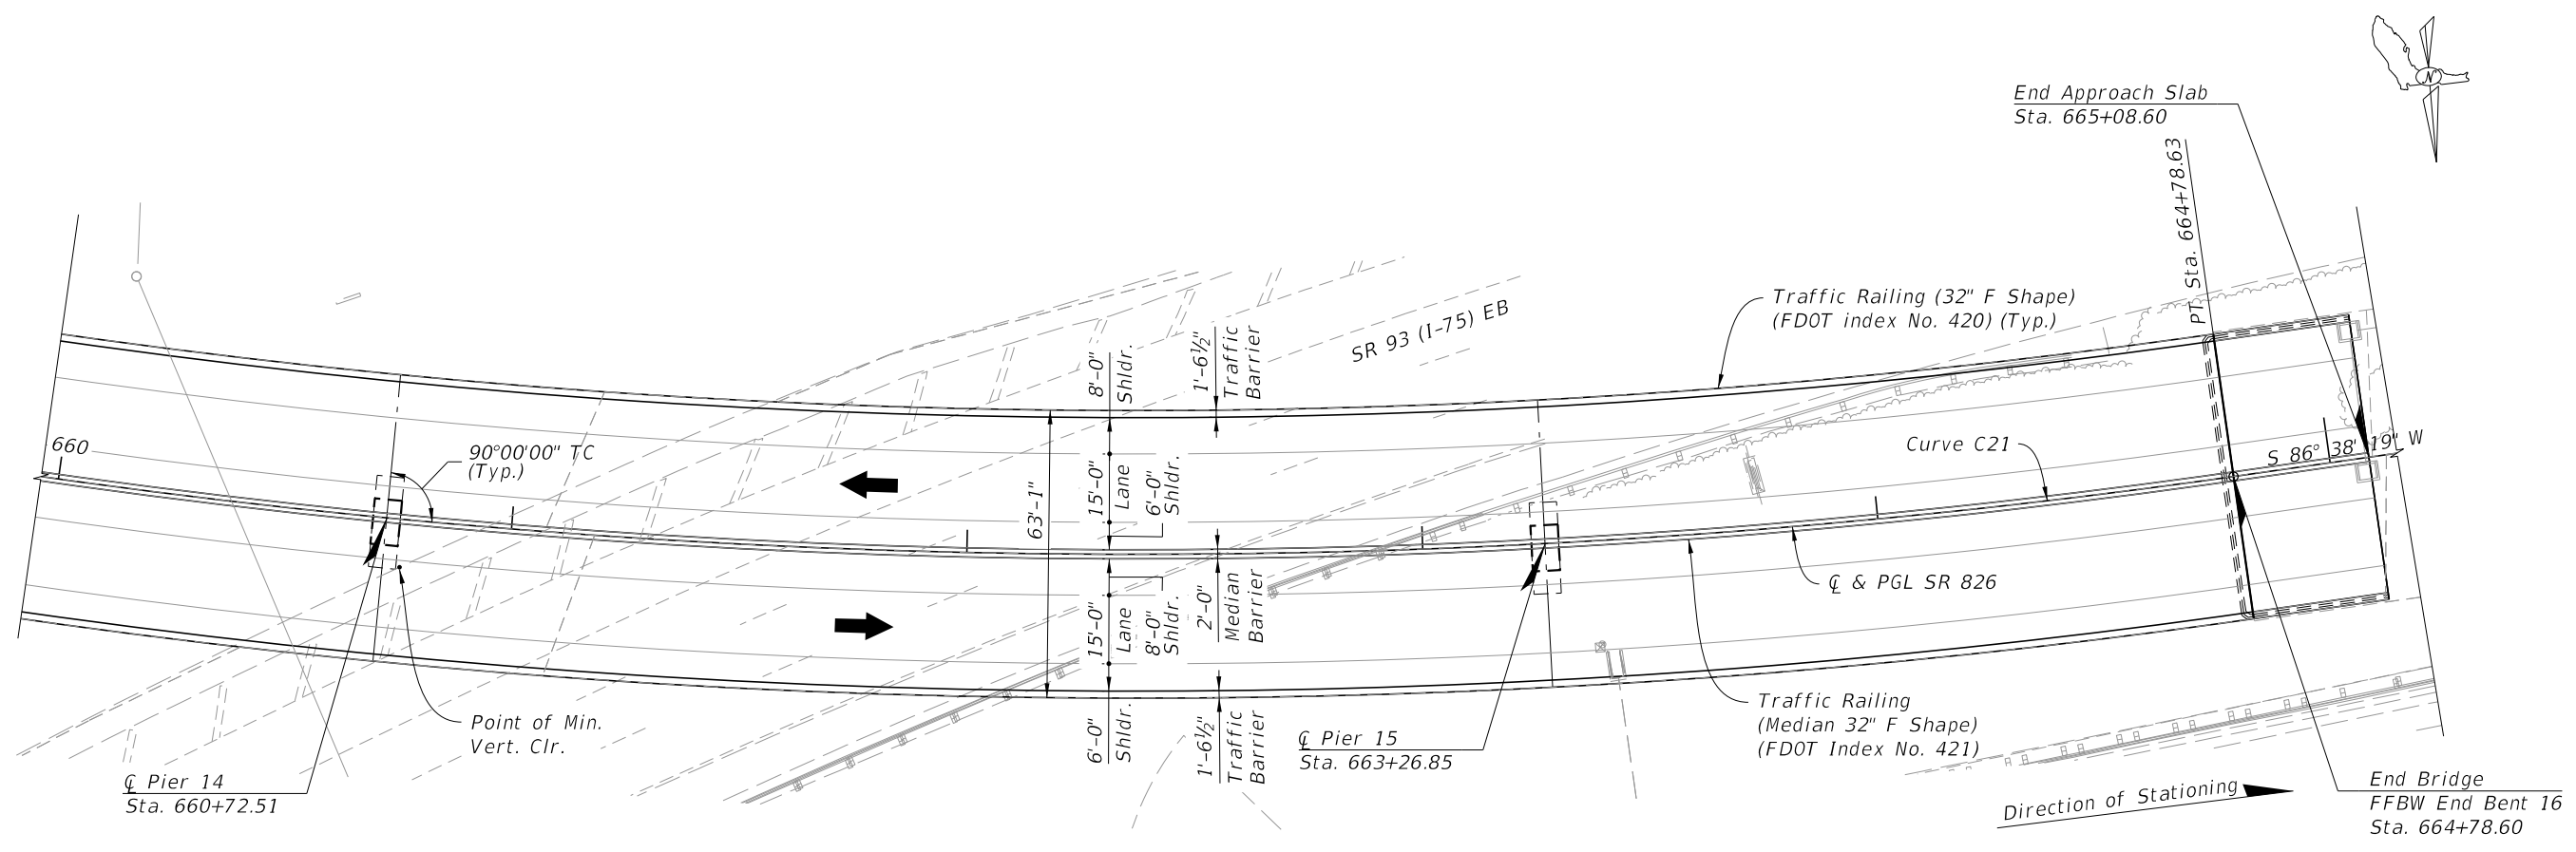 N
End Approach Slab
Sta. 665+08.60
PT Sta. 664+78.63
Traffic Railing (32" F Shape)
(FDOT index No. 420) (Typ.)
SR 93 (I-75) EB
8'-0"
Shldr.
1'-6½"
Traffic
Barrier
660
90°00'00" TC
(Typ.)
63'-1"
15'-0"
Lane
6'-0"
Shldr.
Curve C21
S 86° 38' 19" W
15'-0"
Lane
8'-0"
Shldr.
2'-0"
Median
Barrier
℄ & PGL SR 826
Point of Min.
Vert. Clr.
6'-0"
Shldr.
1'-6½"
Traffic
Barrier
℄ Pier 15
Sta. 663+26.85
Traffic Railing
(Median 32" F Shape)
(FDOT Index No. 421)
℄ Pier 14
Sta. 660+72.51
Direction of Stationing
End Bridge
FFBW End Bent 16
Sta. 664+78.60